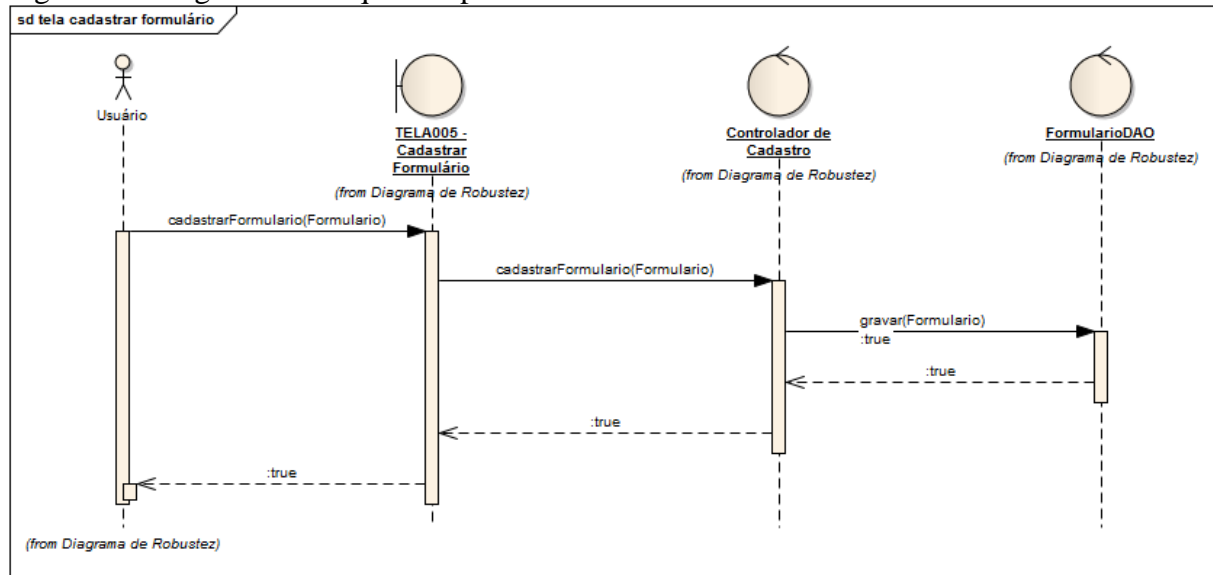 sd tela cadastrar formulário
Usuário
TELA005 -
Cadastrar
Formulário
(from Diagrama de Robustez)
Controlador de
Cadastro
(from Diagrama de Robustez)
FormularioDAO
(from Diagrama de Robustez)
cadastrarFormulario(Formulario)
cadastrarFormulario(Formulario)
gravar(Formulario)
:true
:true
:true
:true
(from Diagrama de Robustez)